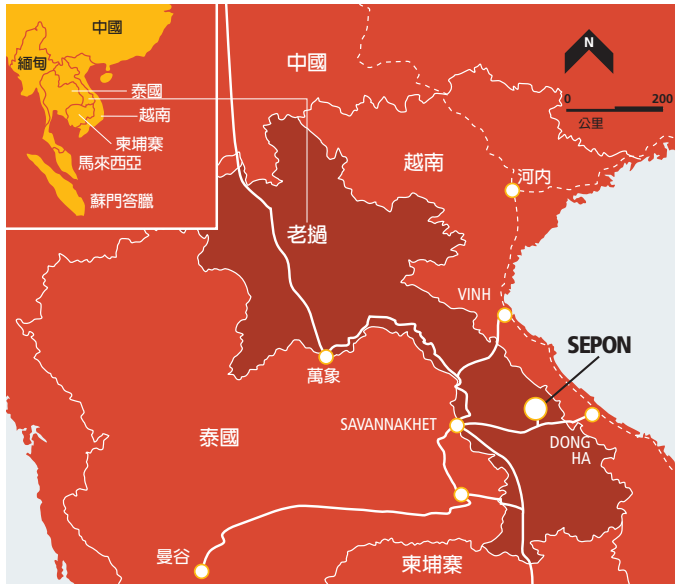 中國
緬甸
泰國
越南
柬埔寨
馬來西亞
蘇門答臘
中國
N
0 200
公里
越南
河内
老撾
VINH
SEPON
萬象
SAVANNAKHET
泰國
DONG
HA
曼谷
柬埔寨